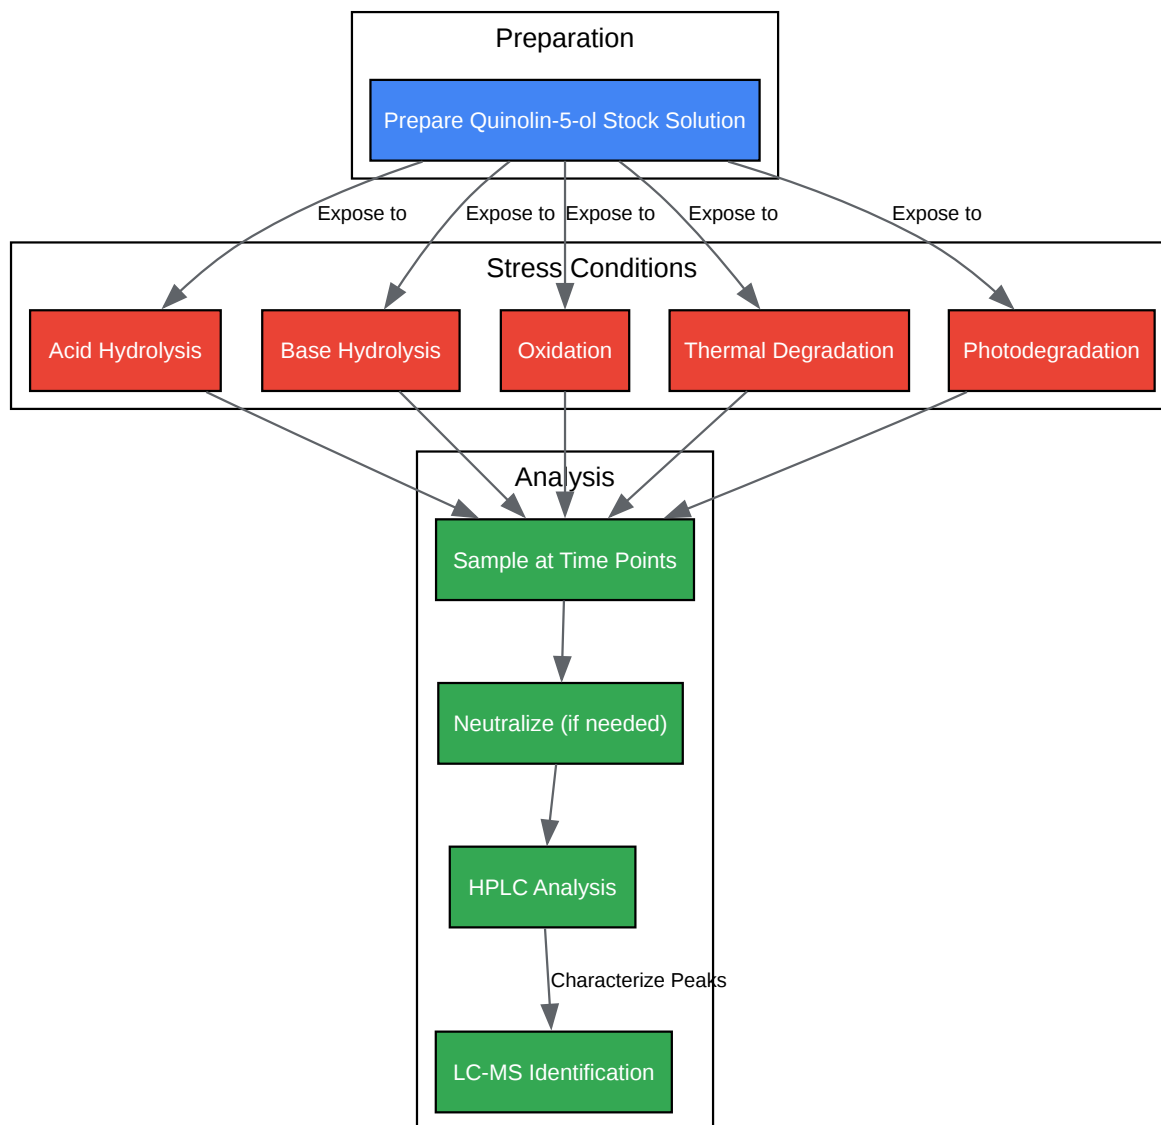 Preparation
Prepare Quinolin-5-ol Stock Solution
Expose to
Expose to
Expose to
Expose to
Expose to
Stress Conditions
Acid Hydrolysis
Base Hydrolysis
Oxidation
Thermal Degradation
Photodegradation
Analysis
Sample at Time Points
Neutralize (if needed)
HPLC Analysis
Characterize Peaks
LC-MS Identification